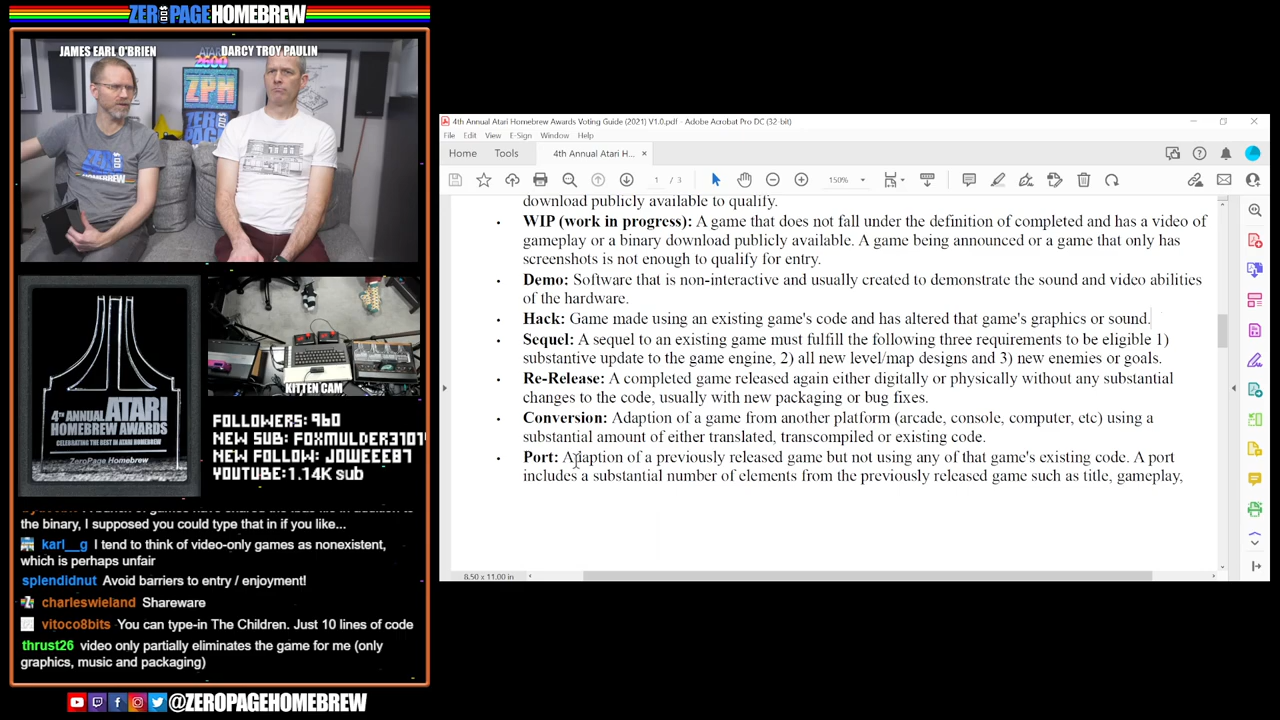 ZEROPAGE HOMEBREW
JAMES EARL O'BRIEN
DARCY TROY PAULIN
ATARI
2600
ZPH
4TH ANNUAL ATARI
HOMEBREW AWARDS
CELEBRATING THE BEST IN ATARI HOMEBREW
ZeroPage Homebrew
KITTEN CAM
FOLLOWERS: 960
NEW SUB: FOXMULDER3101
NEW FOLLOW: JOWEEE87
YOUTUBE: 1.14K sub
the binary, I supposed you could type that in if you like...
karl__g I tend to think of video-only games as nonexistent,
which is perhaps unfair
splendidnut Avoid barriers to entry / enjoyment!
charleswieland Shareware
vitoco8bits You can type-in The Children. Just 10 lines of code
thrust26 video only partially eliminates the game for me (only
graphics, music and packaging)
@ZEROPAGEHOMEBREW
4th Annual Atari Homebrew Awards Voting Guide (2021) V1.0.pdf - Adobe Acrobat Pro DC (32-bit)
File Edit View E-Sign Window Help
Home Tools 4th Annual Atari H... ×
1 / 3 150%
download publicly available to qualify.
• WIP (work in progress): A game that does not fall under the definition of completed and has a video of
gameplay or a binary download publicly available. A game being announced or a game that only has
screenshots is not enough to qualify for entry.
• Demo: Software that is non-interactive and usually created to demonstrate the sound and video abilities
of the hardware.
• Hack: Game made using an existing game's code and has altered that game's graphics or sound.
• Sequel: A sequel to an existing game must fulfill the following three requirements to be eligible 1)
substantive update to the game engine, 2) all new level/map designs and 3) new enemies or goals.
• Re-Release: A completed game released again either digitally or physically without any substantial
changes to the code, usually with new packaging or bug fixes.
• Conversion: Adaption of a game from another platform (arcade, console, computer, etc) using a
substantial amount of either translated, transcompiled or existing code.
• Port: Adaption of a previously released game but not using any of that game's existing code. A port
includes a substantial number of elements from the previously released game such as title, gameplay,
8.50 x 11.00 in